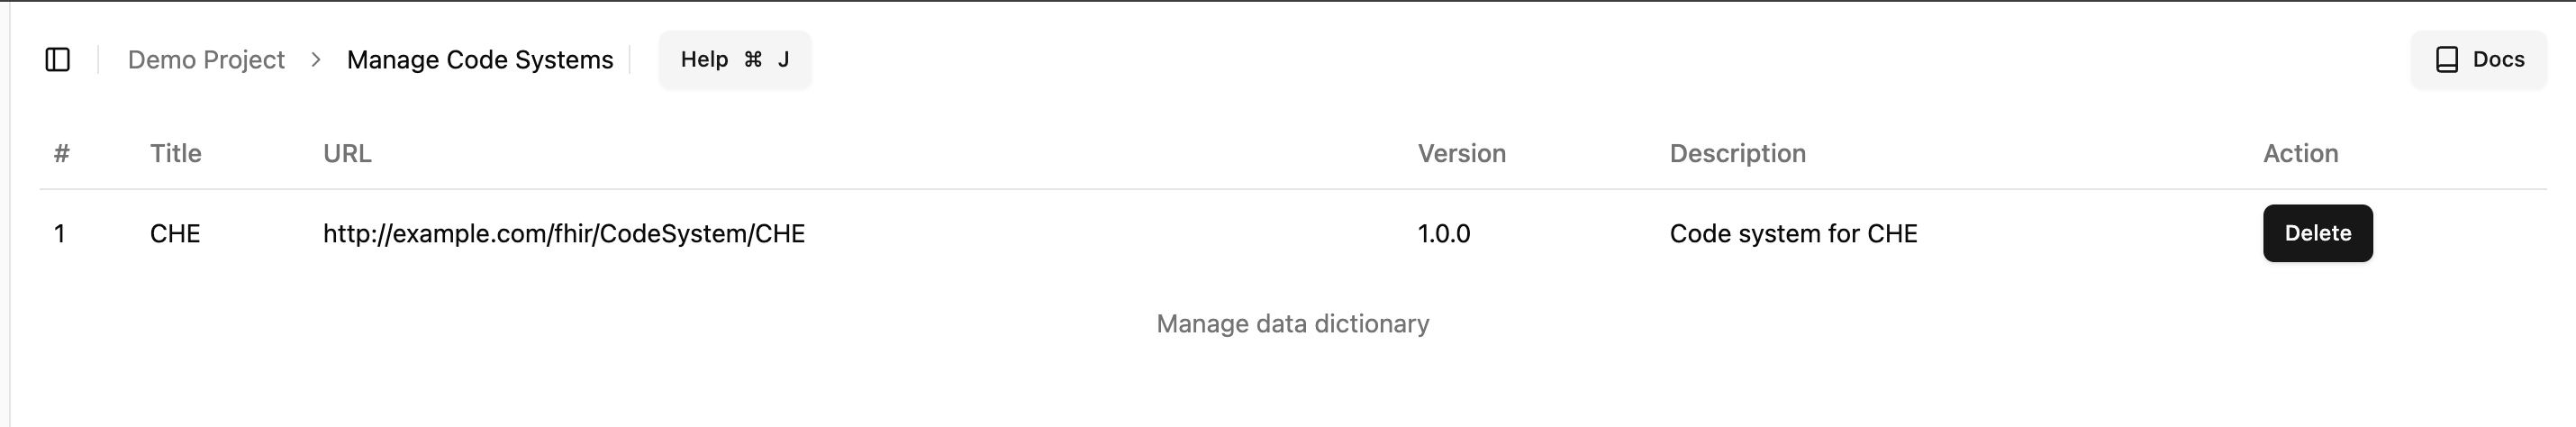 Demo Project > Manage Code Systems Help ⌘ J Docs
# Title URL Version Description Action
1 CHE http://example.com/fhir/CodeSystem/CHE 1.0.0 Code system for CHE Delete
Manage data dictionary